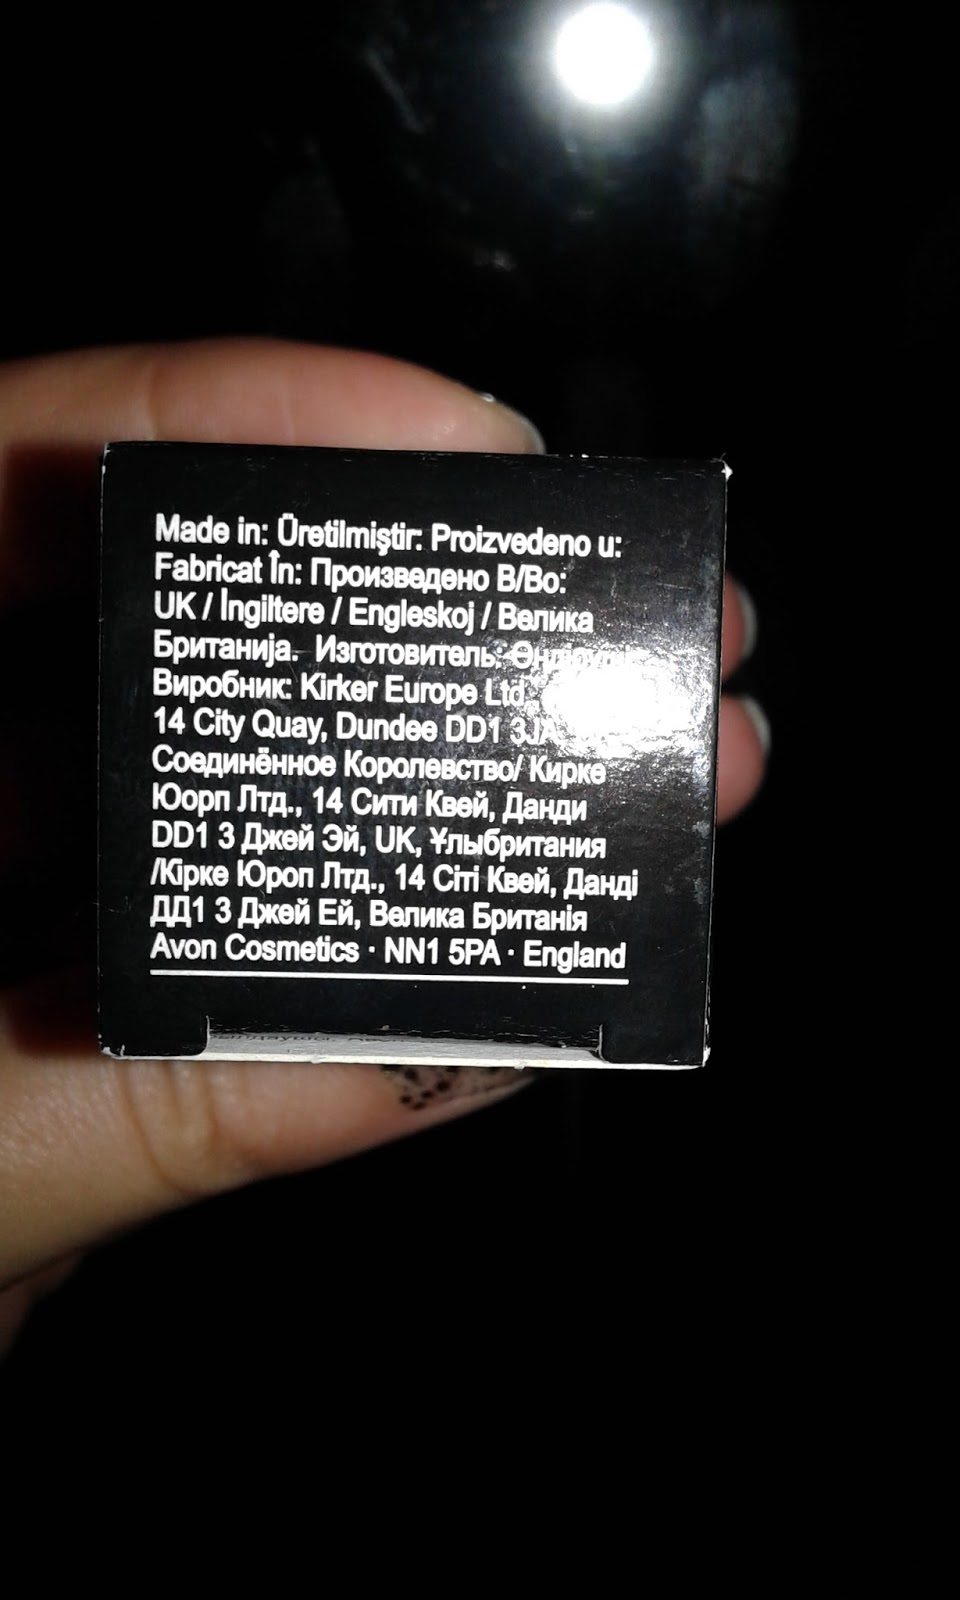 Made in: Üretilmiştir: Proizvedeno u:
Fabricat În: Произведено В/Во:
UK / İngiltere / Engleskoj / Велика
Британија. Изготовитель:
Виробник: Kirker Europe Ltd.,
14 City Quay, Dundee DD1 3JA,
Соединённое Королевство/ Кирке
Юорп Лтд., 14 Сити Квей, Данди
DD1 3 Джей Эй, UK, Ұлыбритания
/Кірке Юроп Лтд., 14 Сіті Квей, Данді
ДД1 3 Джей Ей, Велика Британія
Avon Cosmetics · NN1 5PA · England